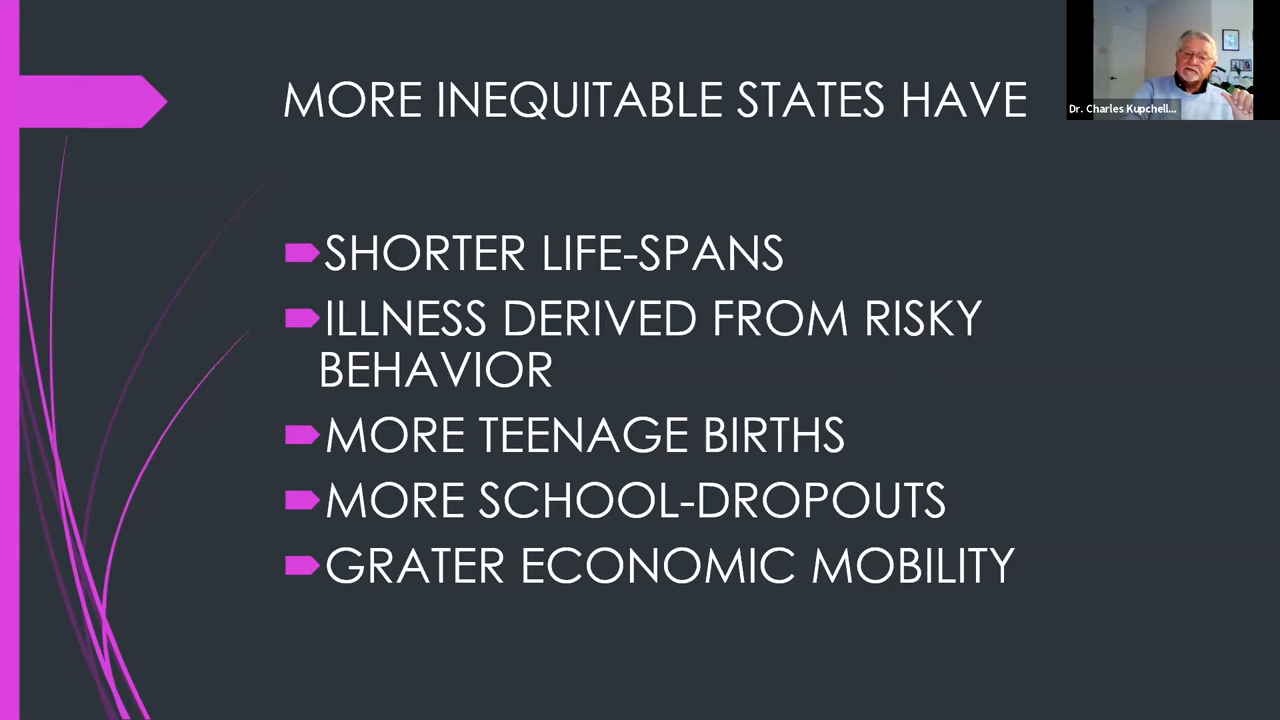 MORE INEQUITABLE STATES HAVE
Dr. Charles Kupchell...
SHORTER LIFE-SPANS
ILLNESS DERIVED FROM RISKY
BEHAVIOR
MORE TEENAGE BIRTHS
MORE SCHOOL-DROPOUTS
GRATER ECONOMIC MOBILITY